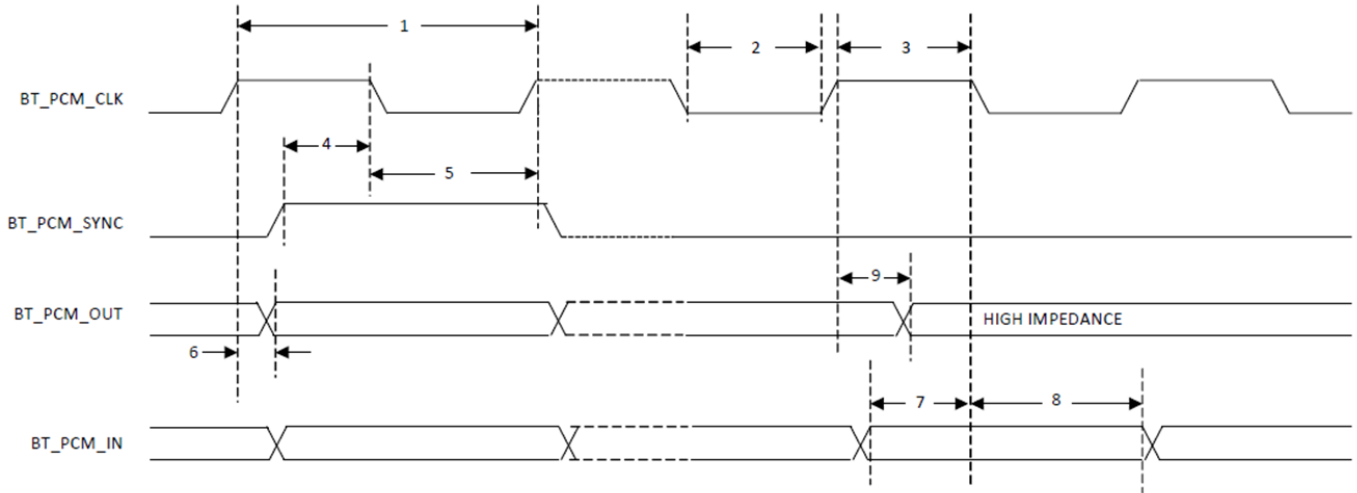 1
2
3
BT_PCM_CLK
4
5
BT_PCM_SYNC
9
BT_PCM_OUT
HIGH IMPEDANCE
6
7
8
BT_PCM_IN